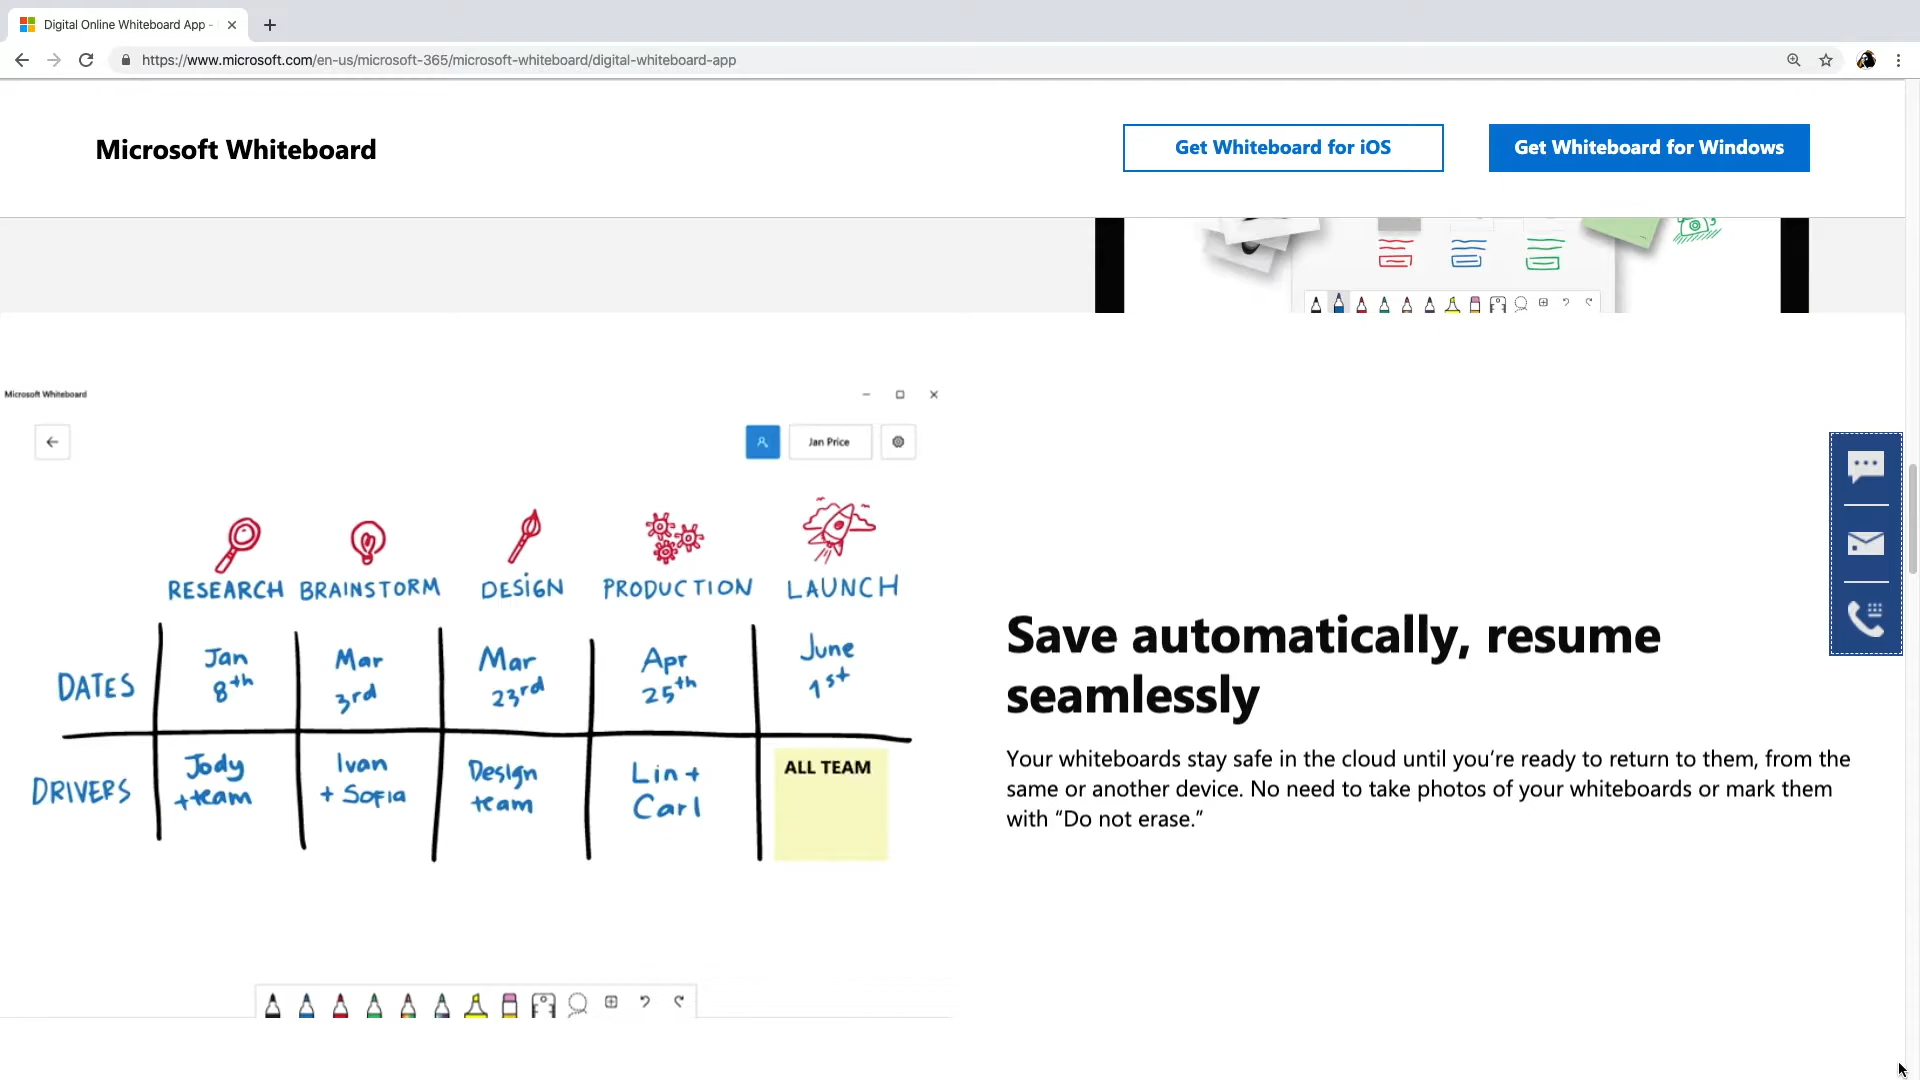 Digital Online Whiteboard App -
https://www.microsoft.com/en-us/microsoft-365/microsoft-whiteboard/digital-whiteboard-app
Microsoft Whiteboard
Get Whiteboard for iOS
Get Whiteboard for Windows
Microsoft Whiteboard
Jan Price
RESEARCH BRAINSTORM DESIGN PRODUCTION LAUNCH
DATES
Jan
8th
Mar
3rd
Mar
23rd
Apr
25th
June
1st
DRIVERS
Jody
+team
Ivan
+ Sofia
Design
team
Lin +
Carl
ALL TEAM
Save automatically, resume
seamlessly
Your whiteboards stay safe in the cloud until you’re ready to return to them, from the
same or another device. No need to take photos of your whiteboards or mark them
with “Do not erase.”